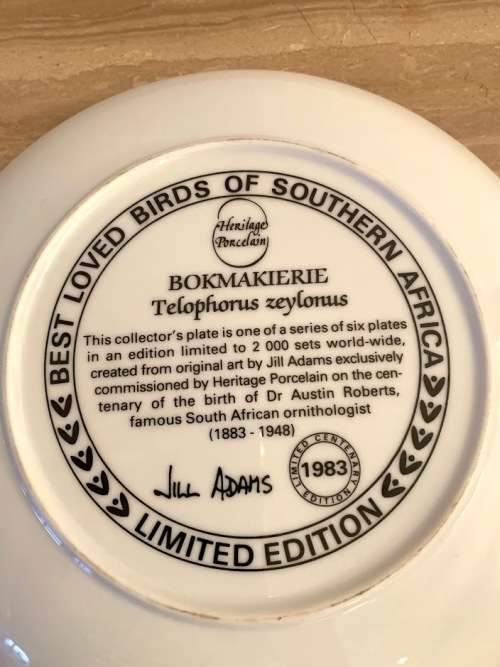 BEST LOVED BIRDS OF SOUTHERN AFRICA
Heritage
Porcelain
BOKMAKIERIE
Telophorus zeylonus
This collector's plate is one of a series of six plates
in an edition limited to 2 000 sets world-wide,
created from original art by Jill Adams exclusively
commissioned by Heritage Porcelain on the cen-
tenary of the birth of Dr Austin Roberts,
famous South African ornithologist
(1883 - 1948)
JILL ADAMS
LIMITED CENTENARY
1983
EDITION
LIMITED EDITION